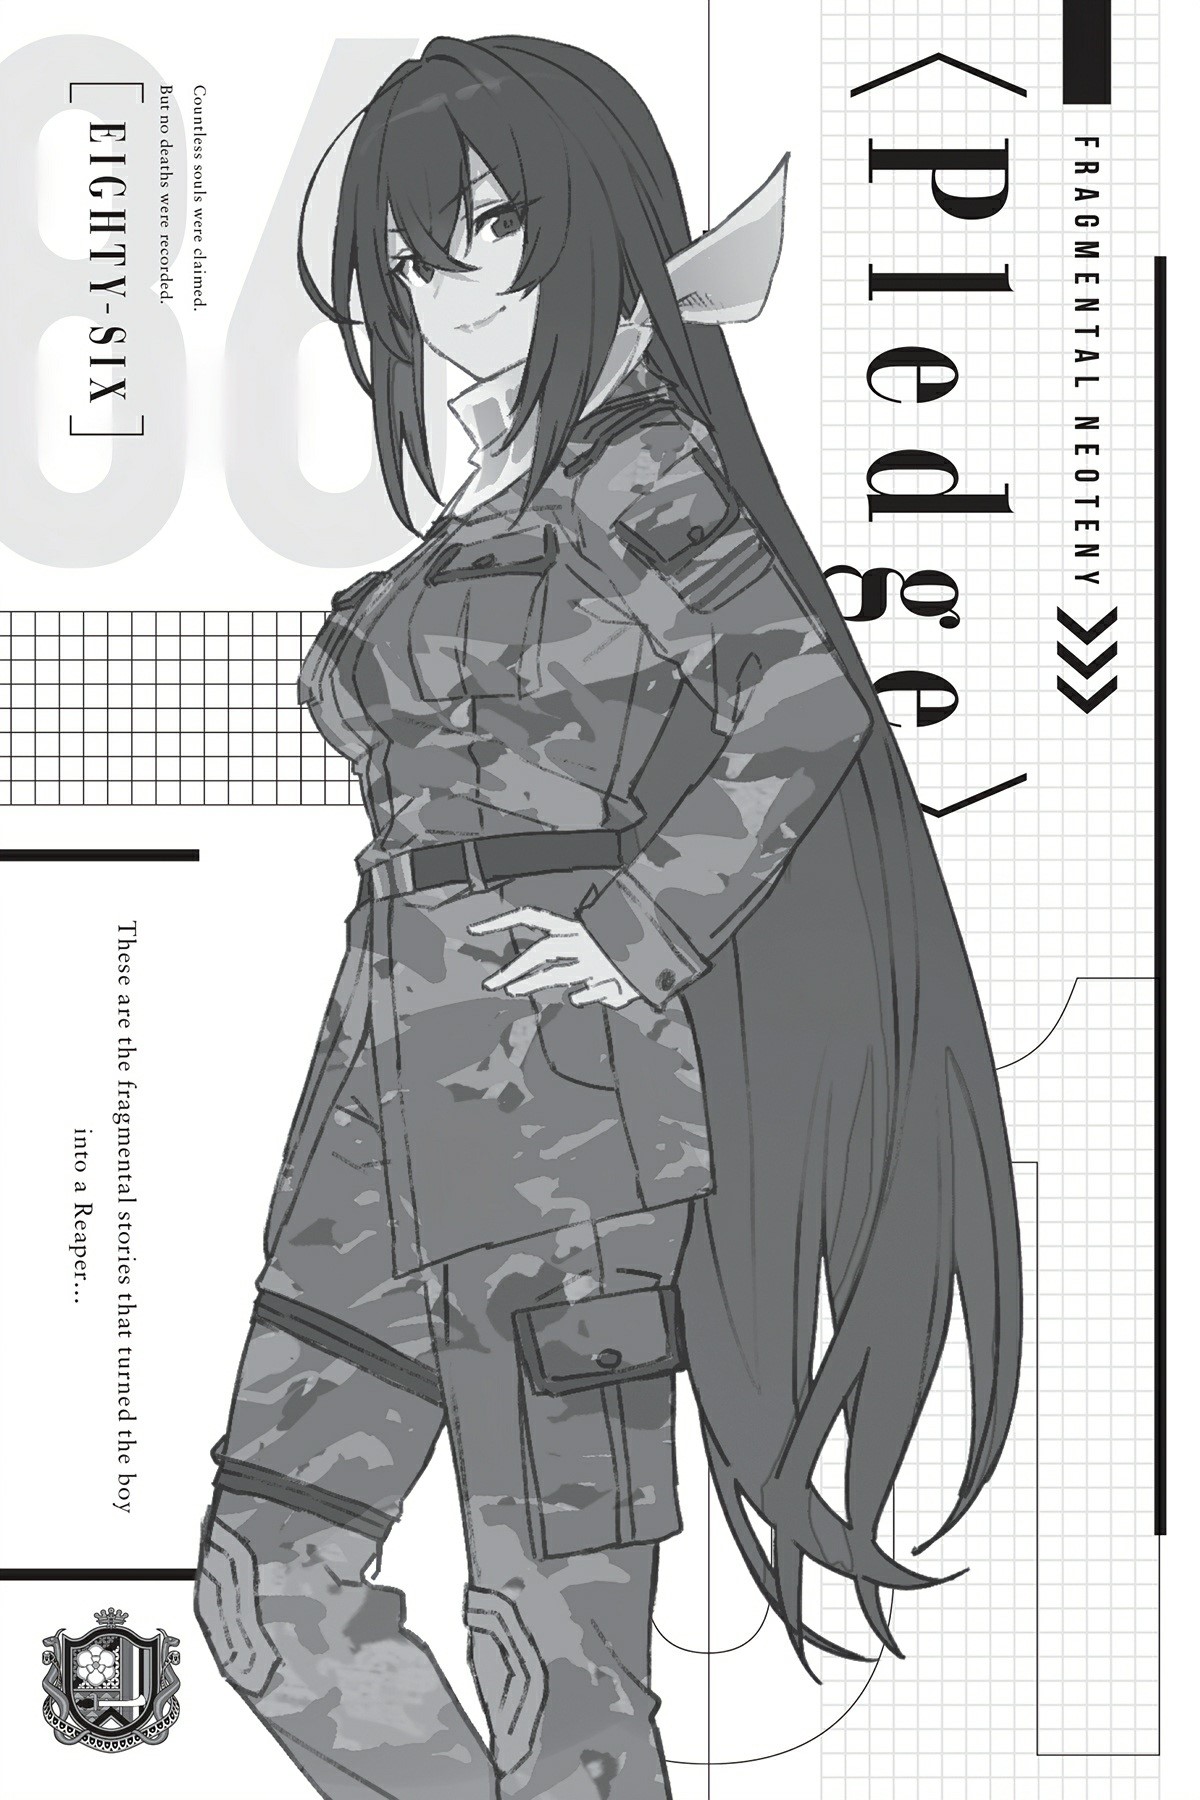 FRAGMENTAL NEOTENY
<Pledge>
86
Countless souls were claimed.
But no deaths were recorded.
[EIGHTY-SIX]
These are the fragmental stories that turned the boy
into a Reaper...